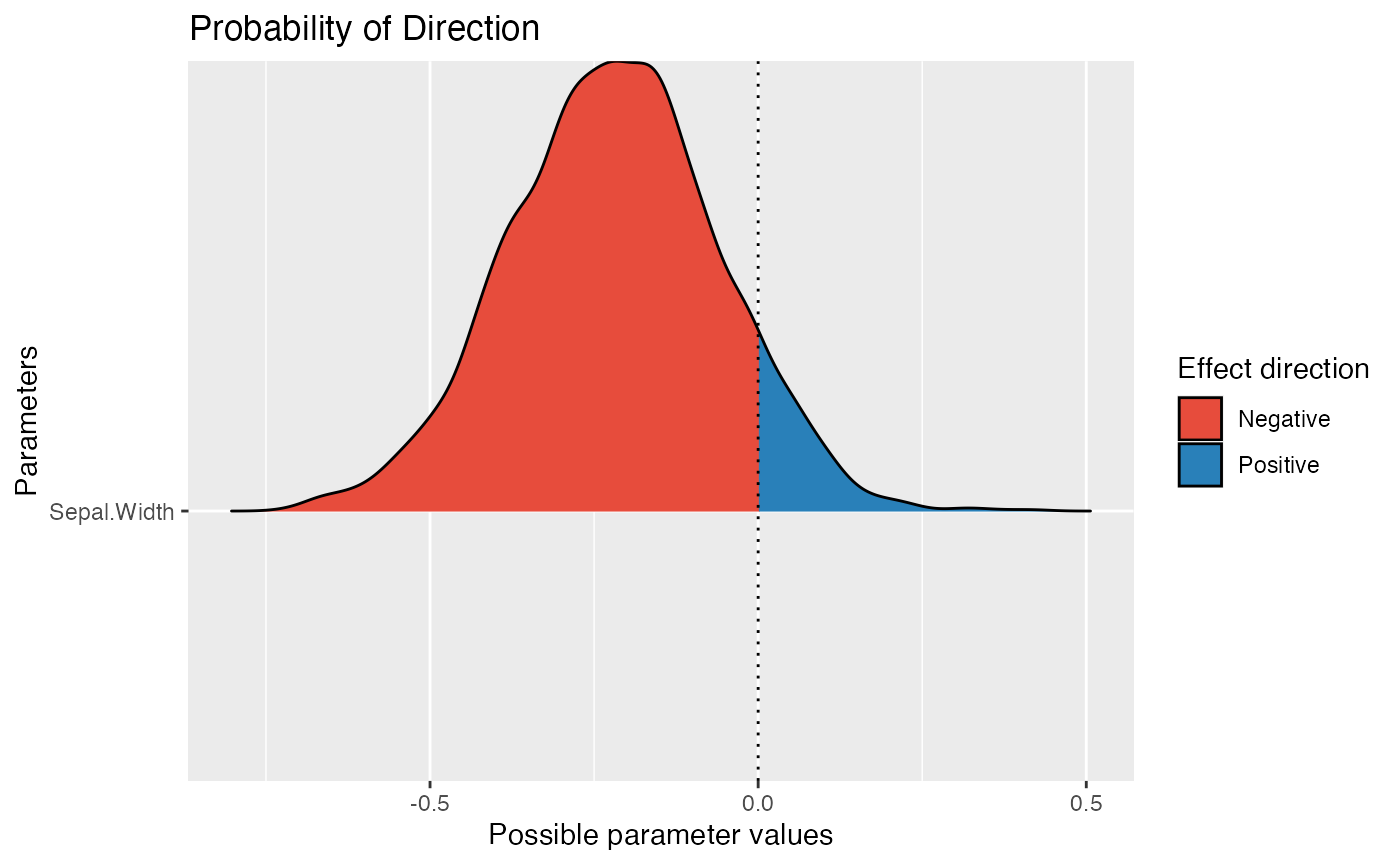 Probability of Direction
Parameters
Sepal.Width
-0.5
0.0
0.5
Possible parameter values
Effect direction
Negative
Positive